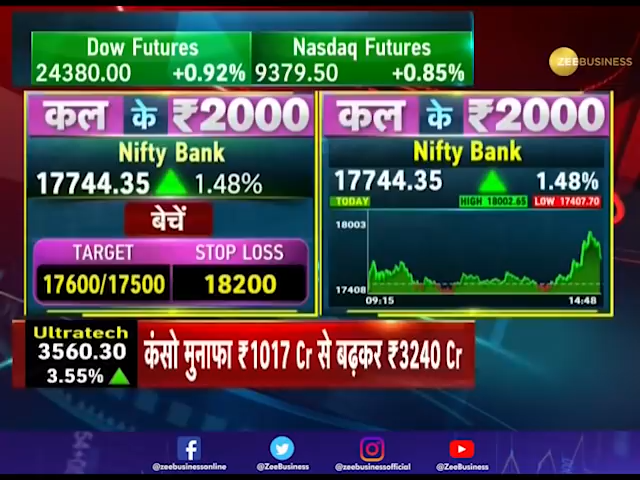 Dow Futures
24380.00 +0.92%
Nasdaq Futures
9379.50 +0.85%
ZEEBUSINESS
कल के ₹2000
Nifty Bank
17744.35 1.48%
बेचें
TARGET STOP LOSS
17600/17500 18200
कल के ₹2000
Nifty Bank
17744.35 1.48%
TODAY HIGH 18002.65 LOW 17407.70
18003
17408
09:15 14:48
Ultratech
3560.30
3.55%
कंसो मुनाफा ₹1017 Cr से बढ़कर ₹3240 Cr
@zeebusinessonline @ZeeBusiness @zeebusinessofficial @ZeeBusiness